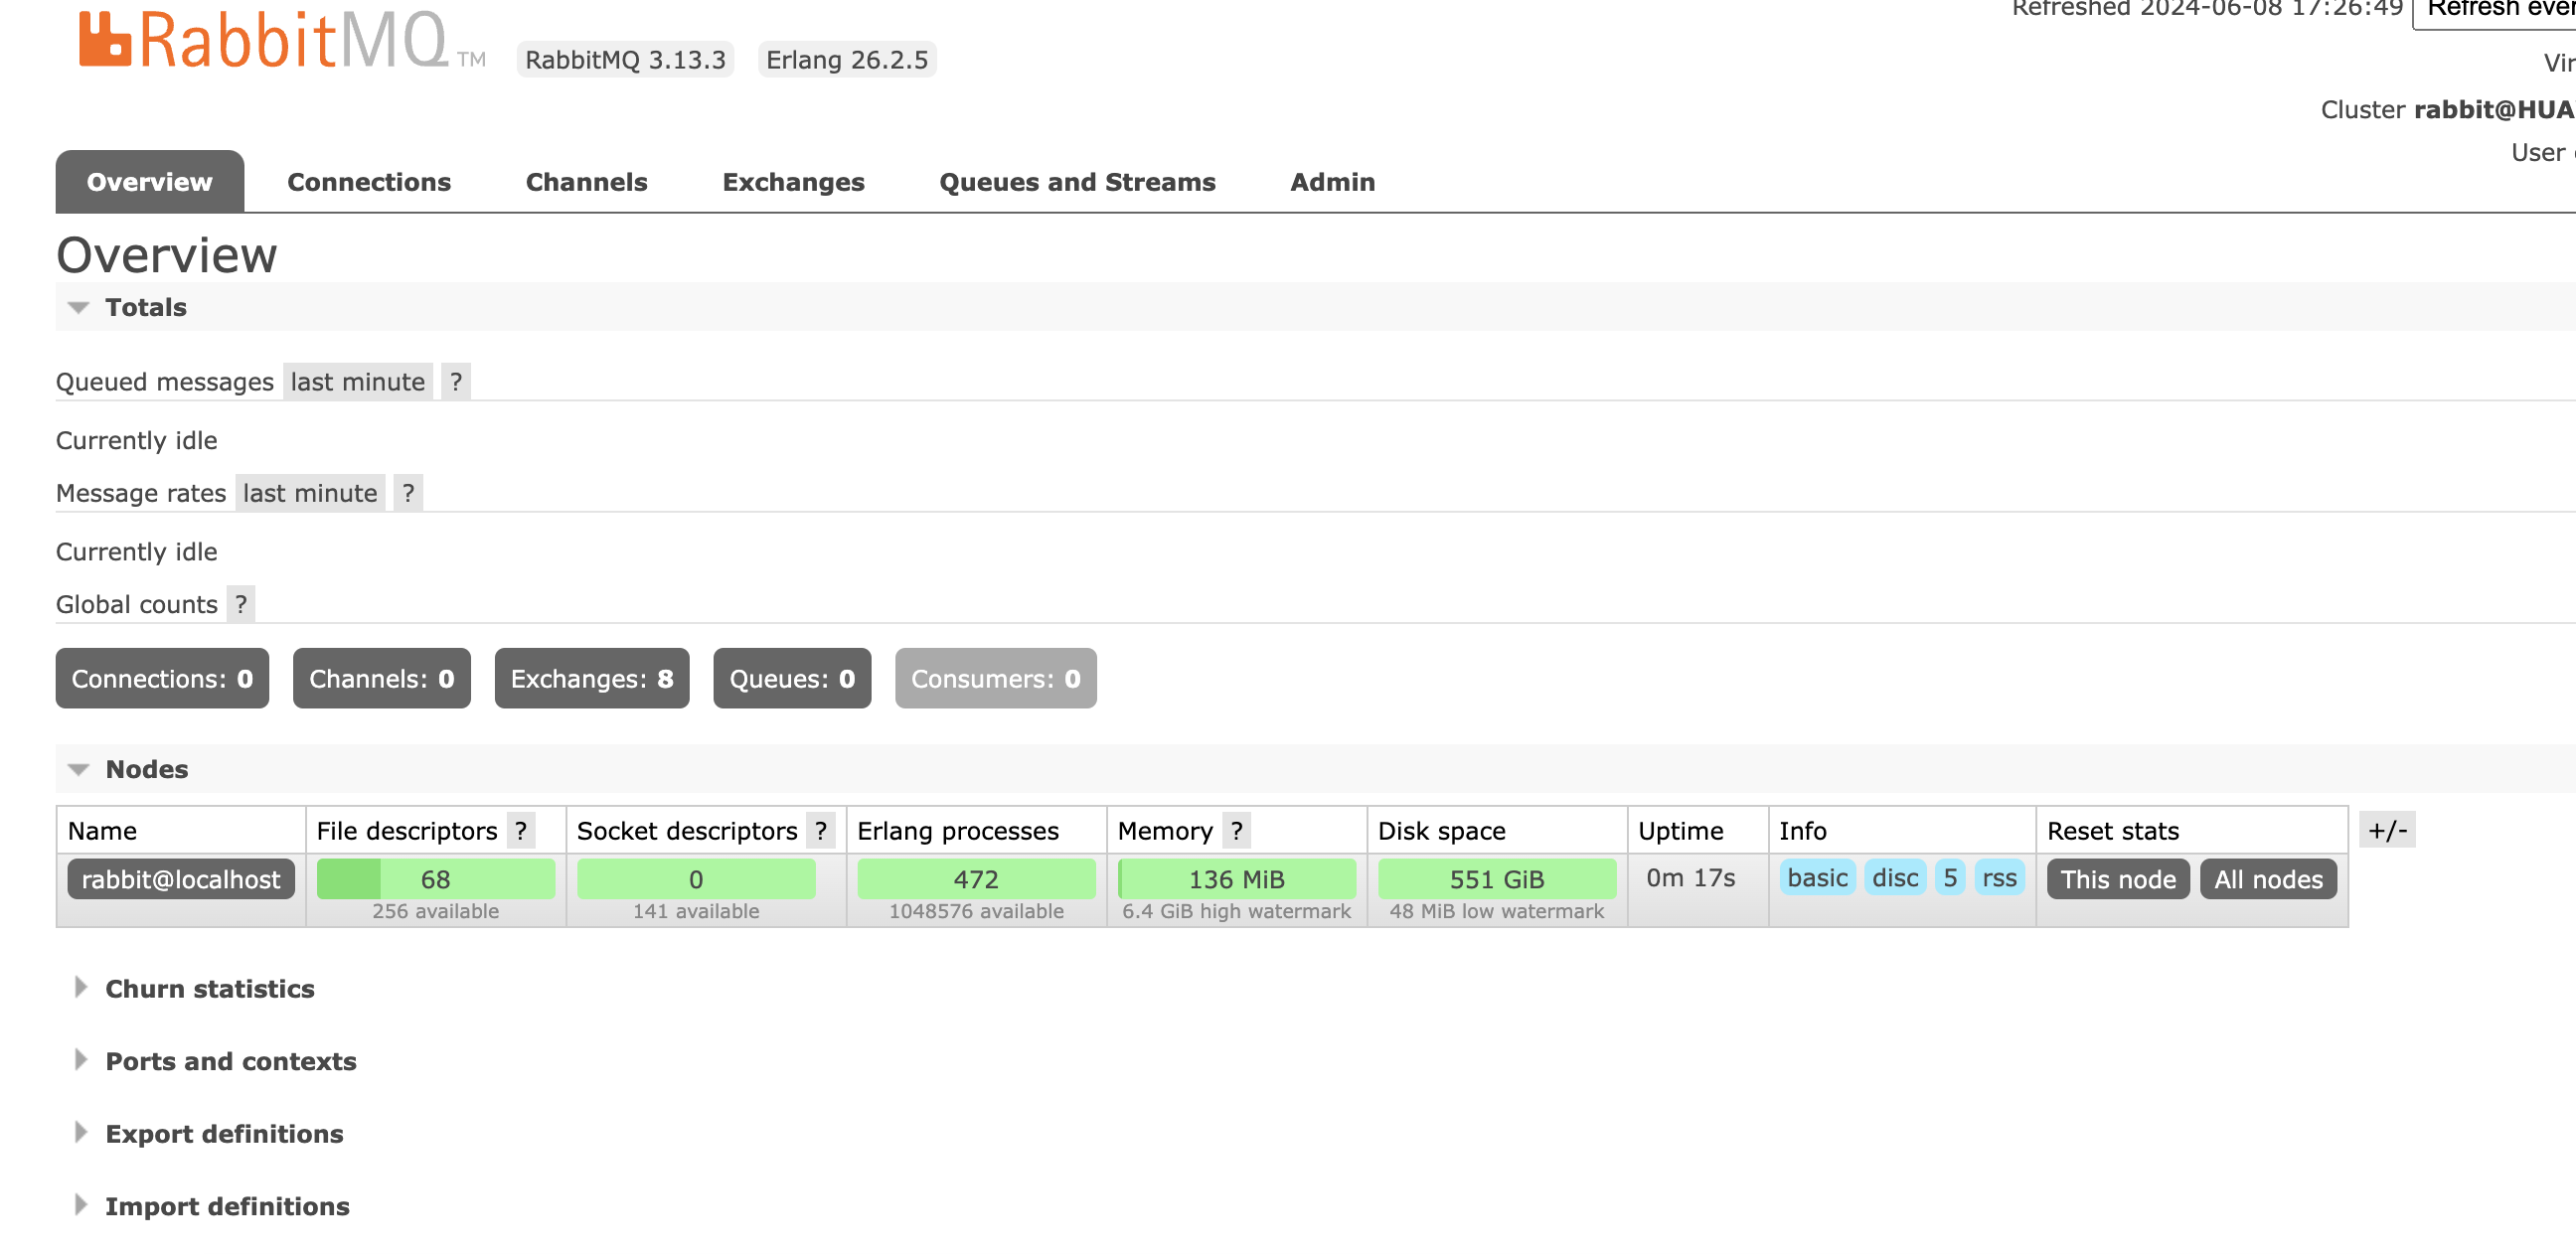 RabbitMQ TM RabbitMQ 3.13.3 Erlang 26.2.5
Refreshed 2024-06-08 17:26:49 Refresh ever
Vir
Cluster rabbit@HUA
User
Overview Connections Channels Exchanges Queues and Streams Admin
Overview
Totals
Queued messages last minute ?
Currently idle
Message rates last minute ?
Currently idle
Global counts ?
Connections: 0 Channels: 0 Exchanges: 8 Queues: 0 Consumers: 0
Nodes
Name File descriptors ? Socket descriptors ? Erlang processes Memory ? Disk space Uptime Info Reset stats +/-
rabbit@localhost 68 0 472 136 MiB 551 GiB 0m 17s basic disc 5 rss This node All nodes
256 available 141 available 1048576 available 6.4 GiB high watermark 48 MiB low watermark
Churn statistics
Ports and contexts
Export definitions
Import definitions